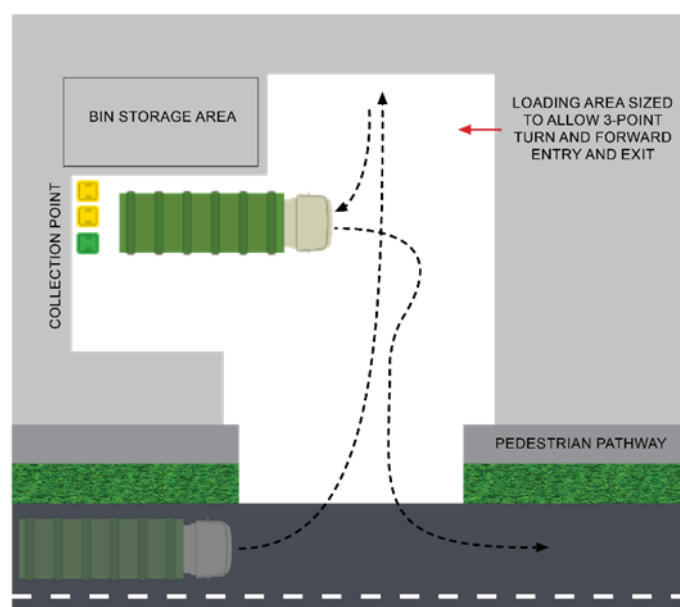 BIN STORAGE AREA
LOADING AREA SIZED
TO ALLOW 3-POINT
TURN AND FORWARD
ENTRY AND EXIT
COLLECTION POINT
PEDESTRIAN PATHWAY